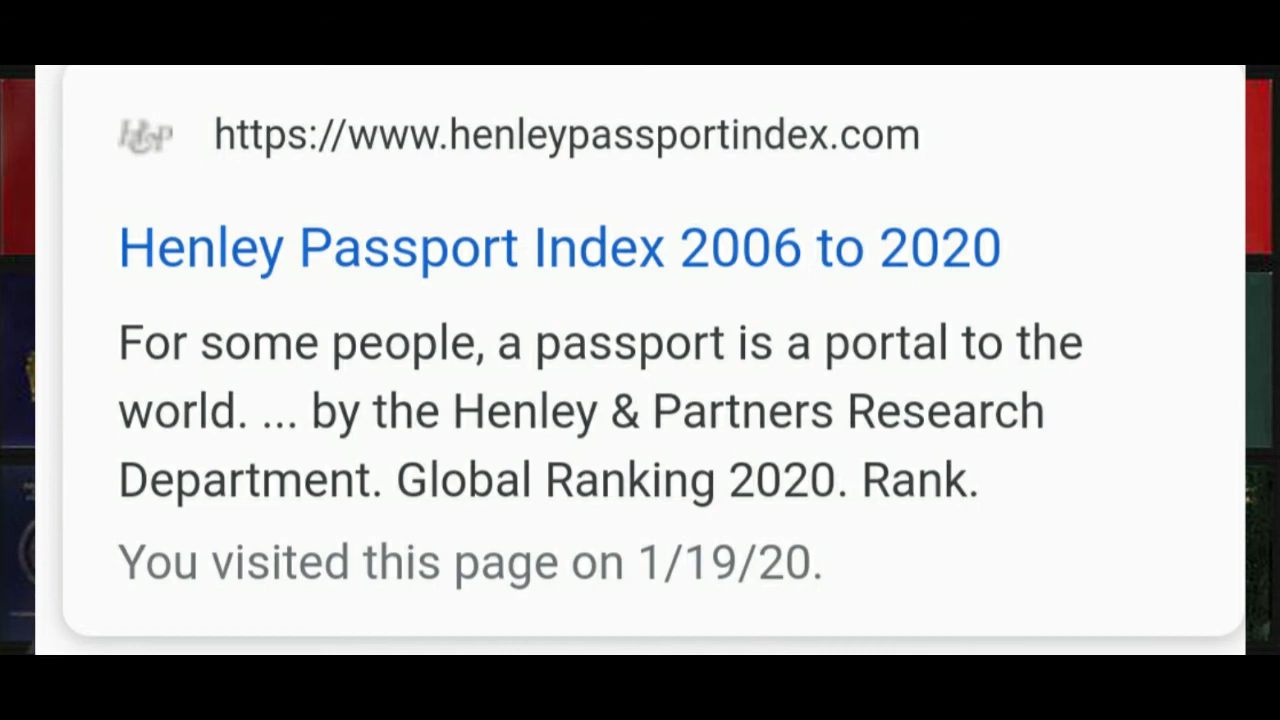 https://www.henleypassportindex.com
Henley Passport Index 2006 to 2020
For some people, a passport is a portal to the
world. ... by the Henley & Partners Research
Department. Global Ranking 2020. Rank.
You visited this page on 1/19/20.